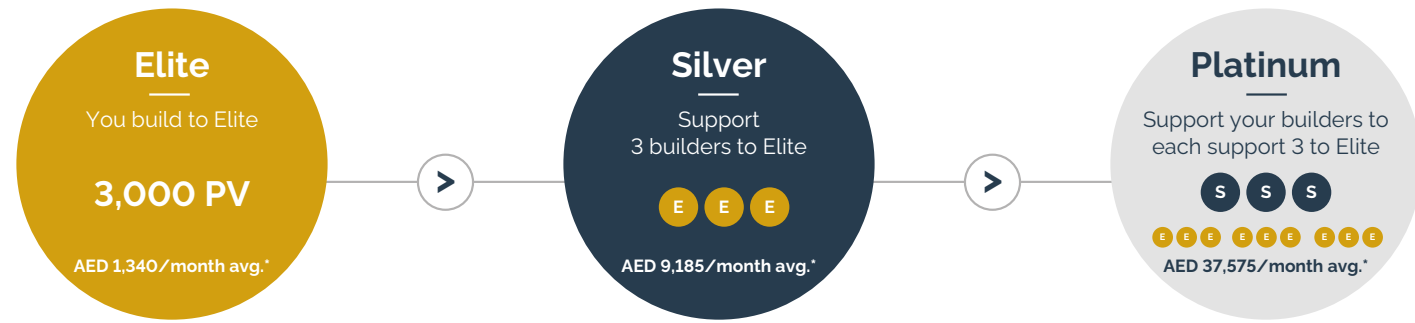 Elite
You build to Elite
3,000 PV
AED 1,340/month avg.*
>
Silver
Support
3 builders to Elite
E E E
AED 9,185/month avg.*
>
Platinum
Support your builders to
each support 3 to Elite
S S S
E E E E E E E E E
AED 37,575/month avg.*